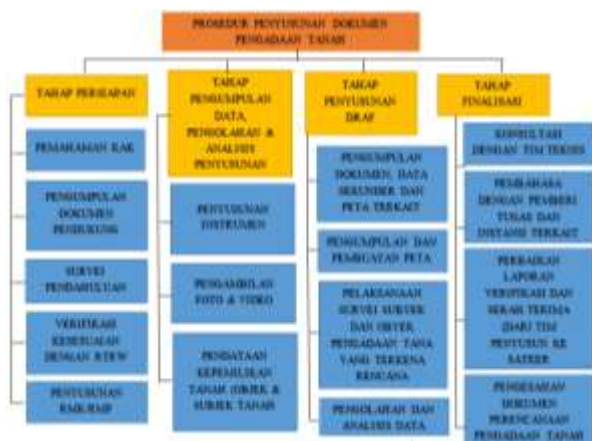 PROSEDUR PENYUSUNAN DOKUMEN
PENGADAAN TANAH
TAHAP PERSIAPAN
PEMAHAMAN KAK
PENGUMPULAN
DOKUMEN
PENDUKUNG
SURVEI
PENDAHULUAN
VERIFIKASI
KESESUAIAN
DENGAN RTRW
PENYUSUNAN
RMK/RMP
TAHAP
PENGUMPULAN
DATA,
PENGOLAHAN &
ANALISIS
PENYUSUNAN
PENYUSUNAN
INSTRUMEN
PENGAMBILAN
FOTO & VIDEO
PENDATAAN
KEPEMILIKAN
TANAH (OBJEK &
SUBJEK TANAH)
TAHAP
PENYUSUNAN
DRAF
PENGUMPULAN
DOKUMEN, DATA
SEKUNDER DAN
PETA TERKAIT
PENGUMPULAN DAN
PEMBUATAN PETA
PELAKSANAAN
SURVEI SUBYEK
DAN OBYEK
PENGADAAN TANA
YANG TERKENA
RENCANA
PENGOLAHAN DAN
ANALISIS DATA
TAHAP
FINALISASI
KONSULTASI
DENGAN TIM TEKNIS
PEMBAHASA
DENGAN PEMBERI
TUGAS DAN
DISTANSI TERKAIT
PERBAIKAN
LAPORAN
VERIFIKASI DAN
SERAH TERIMA
(DARI TIM
PENYUSUN KE
SATKER)
PENGESAHAN
DOKUMEN
PERENCANAAN
PENGADAAN TANAH